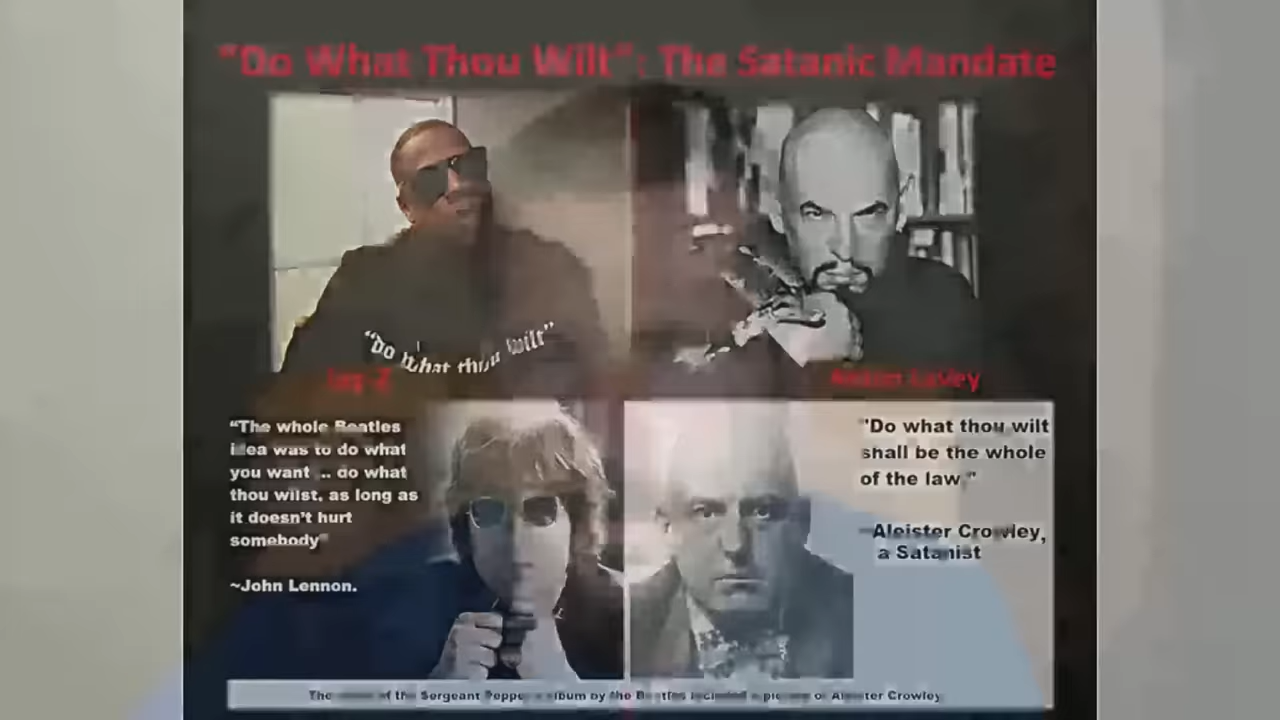 “Do What Thou Wilt”: The Satanic Mandate
“Do what thou wilt”
Jay-Z
Anton LaVey
“The whole Beatles
idea was to do what
you want .. do what
thou wilst, as long as
it doesn’t hurt
somebody”
~John Lennon.
"Do what thou wilt
shall be the whole
of the law."
~Aleister Crowley,
a Satanist
The of the Sergeant Pepper's album by the Beatles included a picture of Aleister Crowley